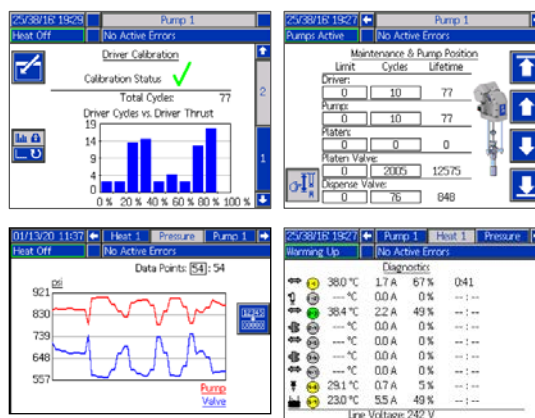 25/38/16 19:29 Pump 1
Heat Off No Active Errors
Driver Calibration
Calibration Status
Total Cycles: 77
Driver Cycles vs. Driver Thrust
19
14
9
4
0 % 20 % 40 % 60 % 80 % 100 %
2
1
25/38/16 19:27 Pump 1
Pumps Active No Active Errors
Maintenance & Pump Position
Limit Cycles Lifetime
Driver:
0 10 77
Pump:
0 10 77
Platen:
0 0 0
Platen Valve:
0 2005 12575
Dispense Valve:
0 76 848
01/13/20 11:37 Heat 1 Pressure Pump 1
Heat Off No Active Errors
Data Points: 54 : 54
psi
921
830
739
648
557
Pump
Valve
12345
25/38/16 19:27 Pump 1 Heat 1 Pressure
Warming Up No Active Errors
Diagnostics
38.0 °C 1.7 A 67 % 0:41
--- °C 0.0 A 0 % --:--
38.4 °C 2.2 A 49 % --:--
--- °C 0.0 A 0 % --:--
--- °C 0.0 A 0 % --:--
--- °C 0.0 A 0 % --:--
--- °C 0.0 A 0 % --:--
29.1 °C 0.7 A 5 % --:--
23.0 °C 5.5 A 49 % --:--
Line Voltage: 242 V